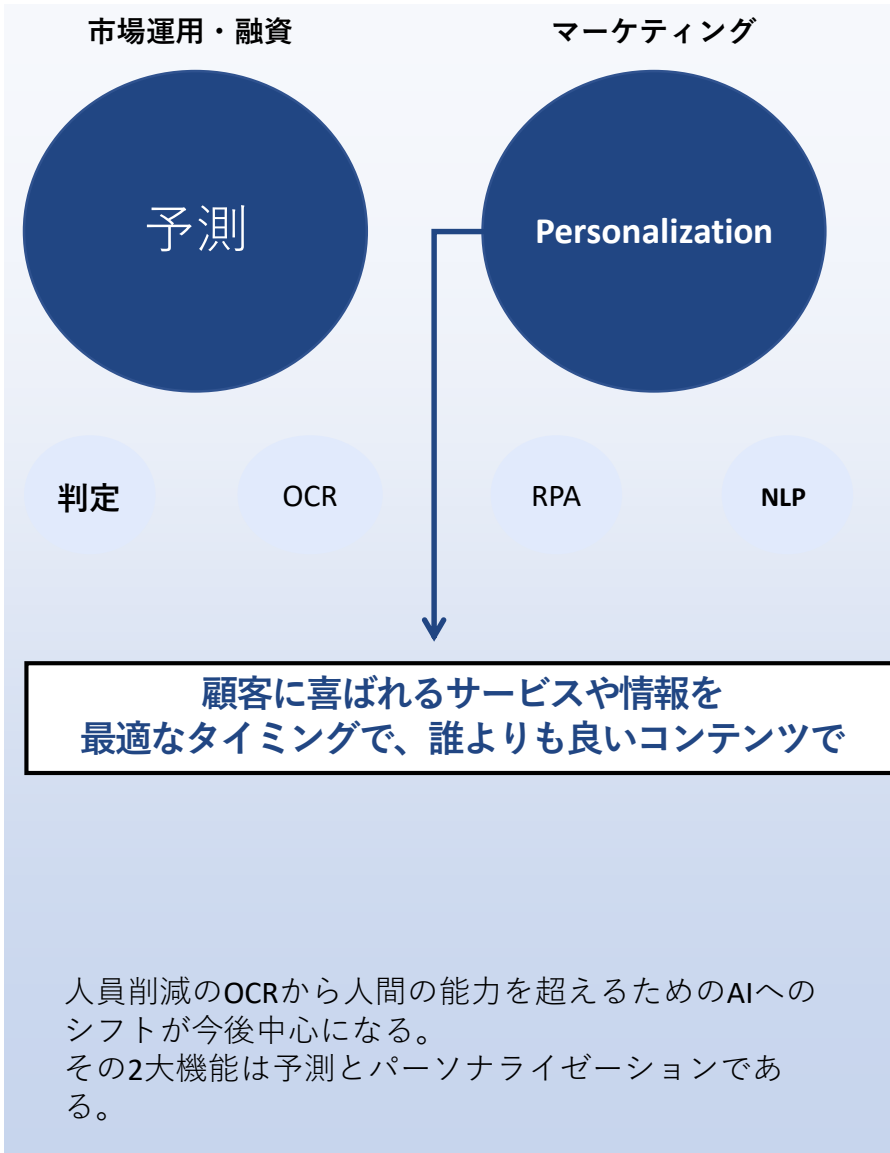 市場運用・融資
マーケティング
予測
Personalization
判定
OCR
RPA
NLP
顧客に喜ばれるサービスや情報を
最適なタイミングで、誰よりも良いコンテンツで
人員削減のOCRから人間の能力を超えるためのAIへの
シフトが今後中心になる。
その2大機能は予測とパーソナライゼーションであ
る。